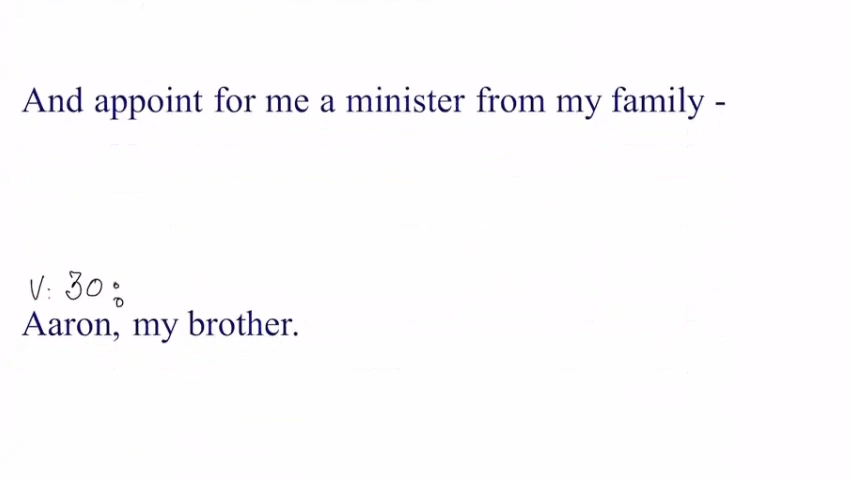 And appoint for me a minister from my family -
V: 30:
Aaron, my brother.